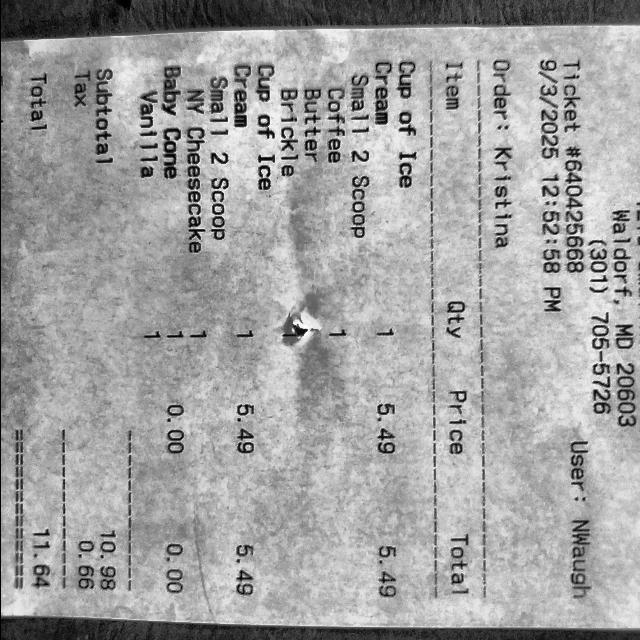 Waldorf, MD 20603
(301) 705-5726
Ticket #640425668 User: NWaugh
9/3/2025 12:52:58 PM
Order: Kristina
Item Qty Price Total
Cup of Ice
Cream 1 5.49 5.49
Small 2 Scoop
Coffee 1
Butter
Brickle 1
Cup of Ice
Cream 1 5.49 5.49
Small 2 Scoop
NY Cheesecake 1
Baby Cone 1 0.00 0.00
Vanilla 1
Subtotal 10.98
Tax 0.66
Total 11.64